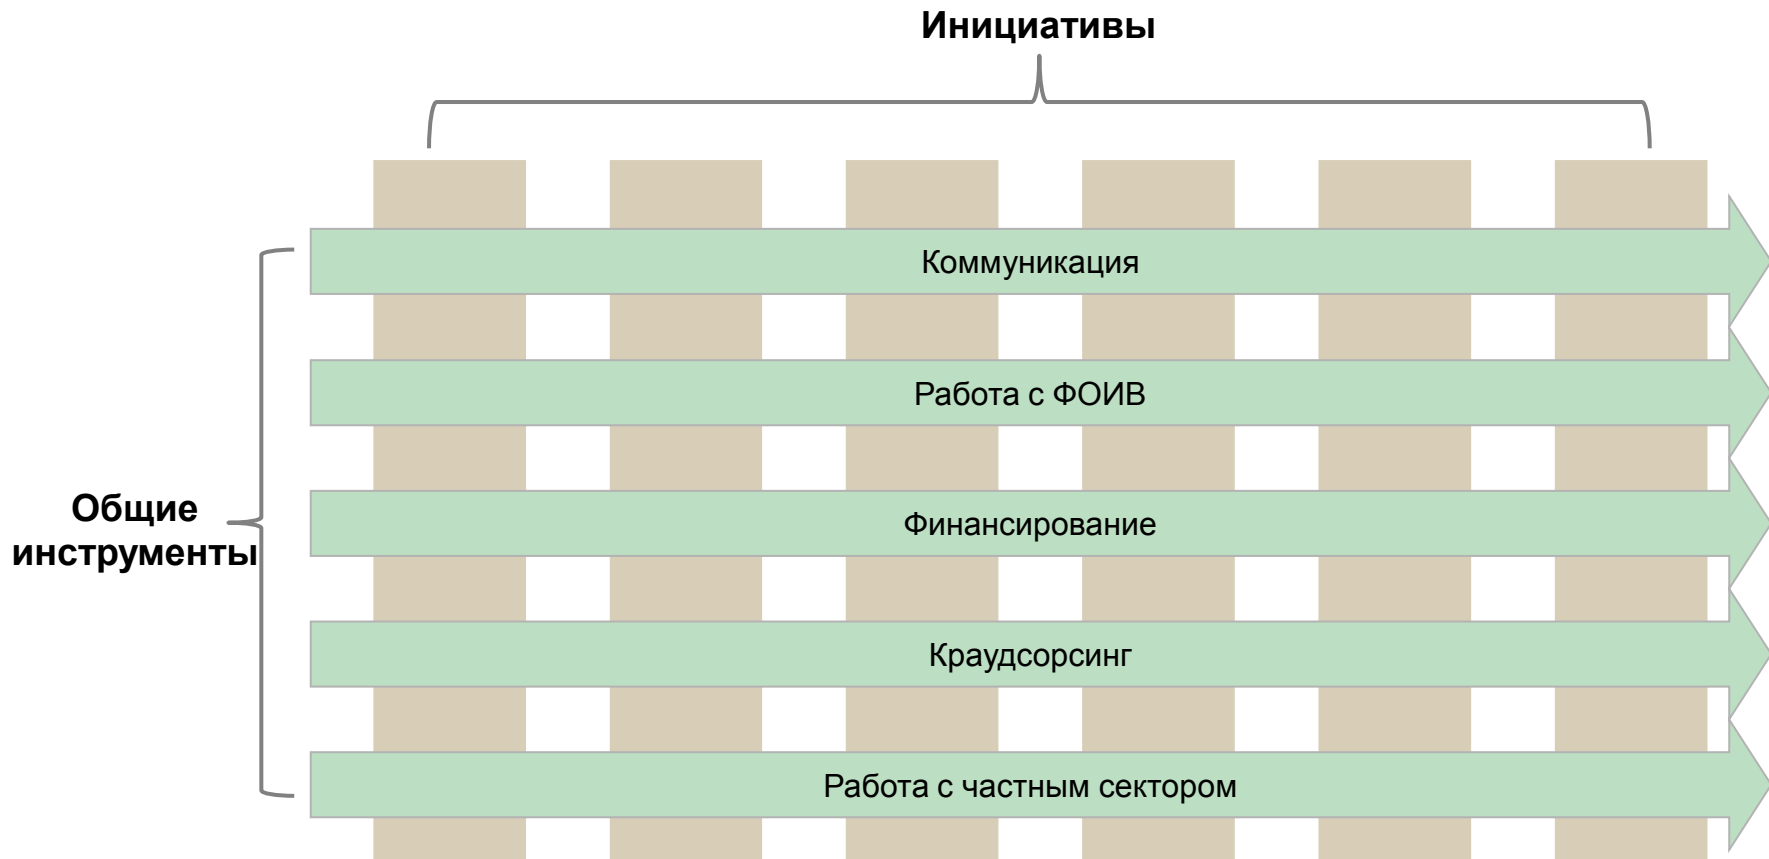 Инициативы
Коммуникация
Работа с ФОИВ
Общие
инструменты
Финансирование
Краудсорсинг
Работа с частным сектором